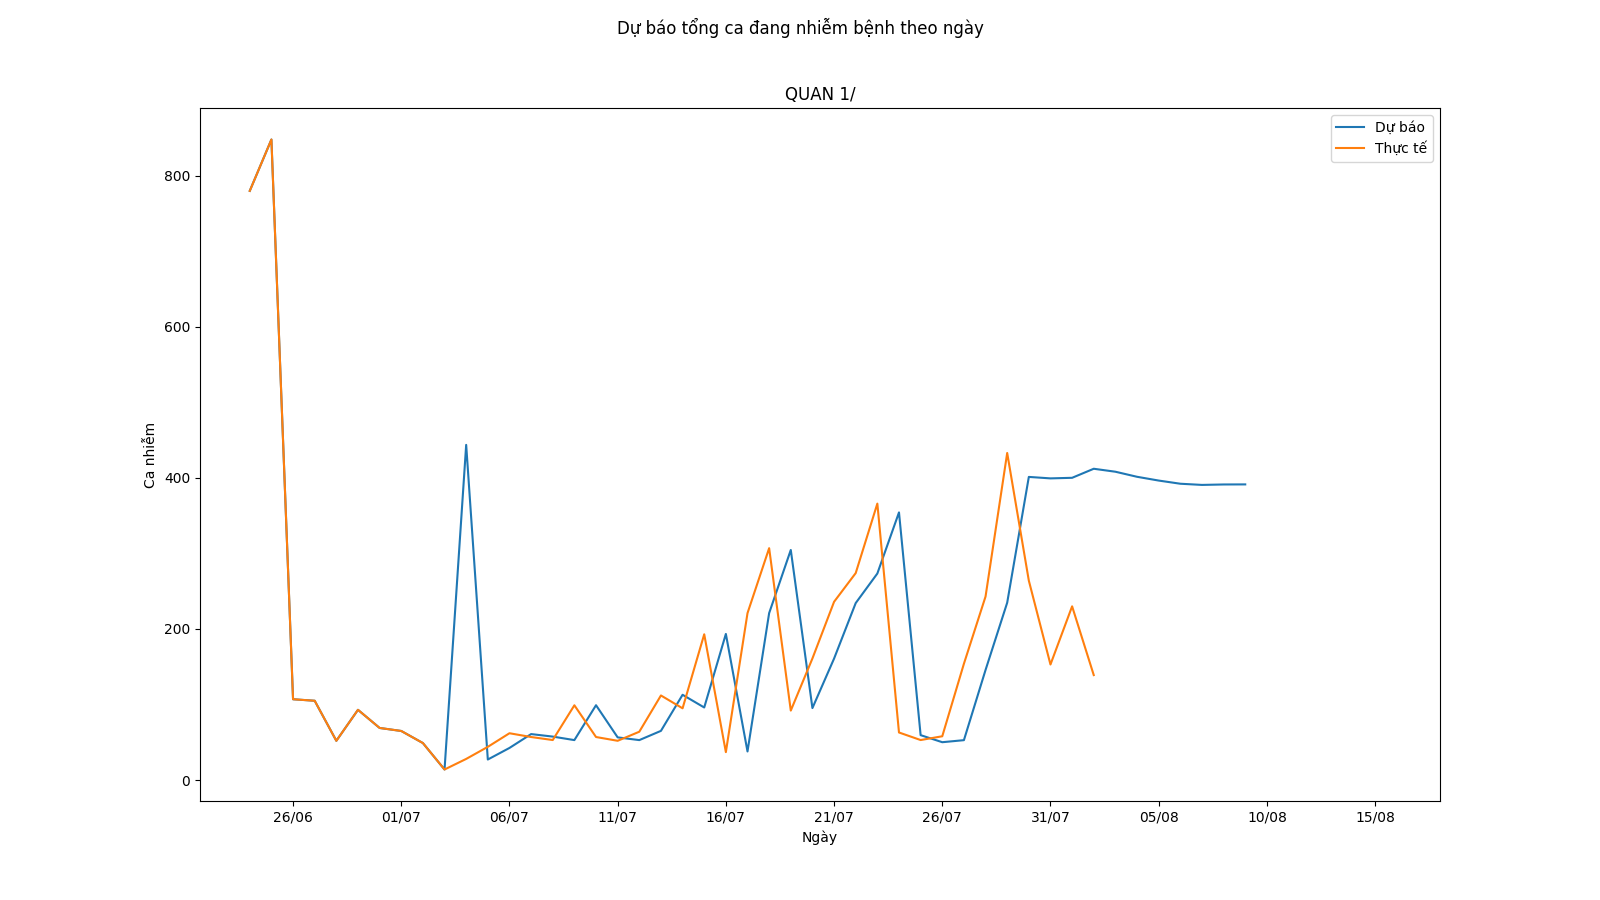 Dự báo tổng ca đang nhiễm bệnh theo ngày
QUAN 1/
Dự báo
Thực tế
800
600
400
200
0
Ca nhiễm
26/06
01/07
06/07
11/07
16/07
21/07
26/07
31/07
05/08
10/08
15/08
Ngày